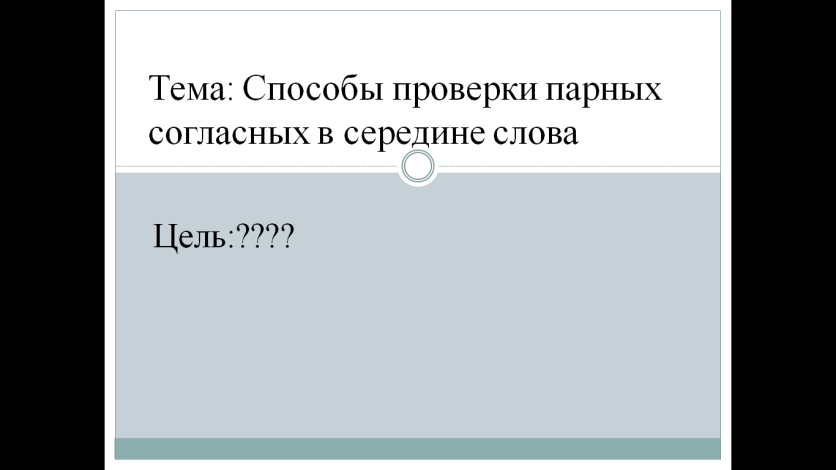 Тема: Способы проверки парных
согласных в середине слова
Цель:????